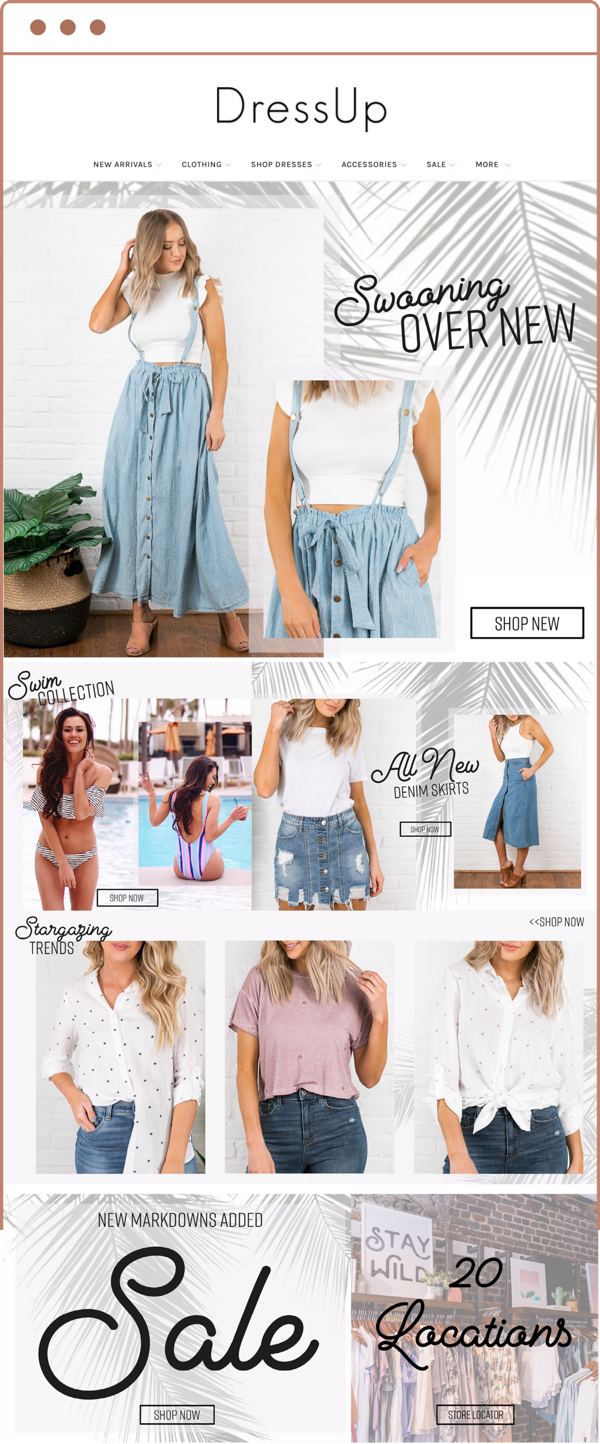 DressUp
NEW ARRIVALS CLOTHING SHOP DRESSES ACCESSORIES SALE MORE
Swooning
OVER NEW
SHOP NEW
Swim
COLLECTION
SHOP NOW
All New
DENIM SKIRTS
SHOP NOW
Stargazing
TRENDS
<<SHOP NOW
NEW MARKDOWNS ADDED
Sale
SHOP NOW
STAY
WILD
20
Locations
STORE LOCATOR